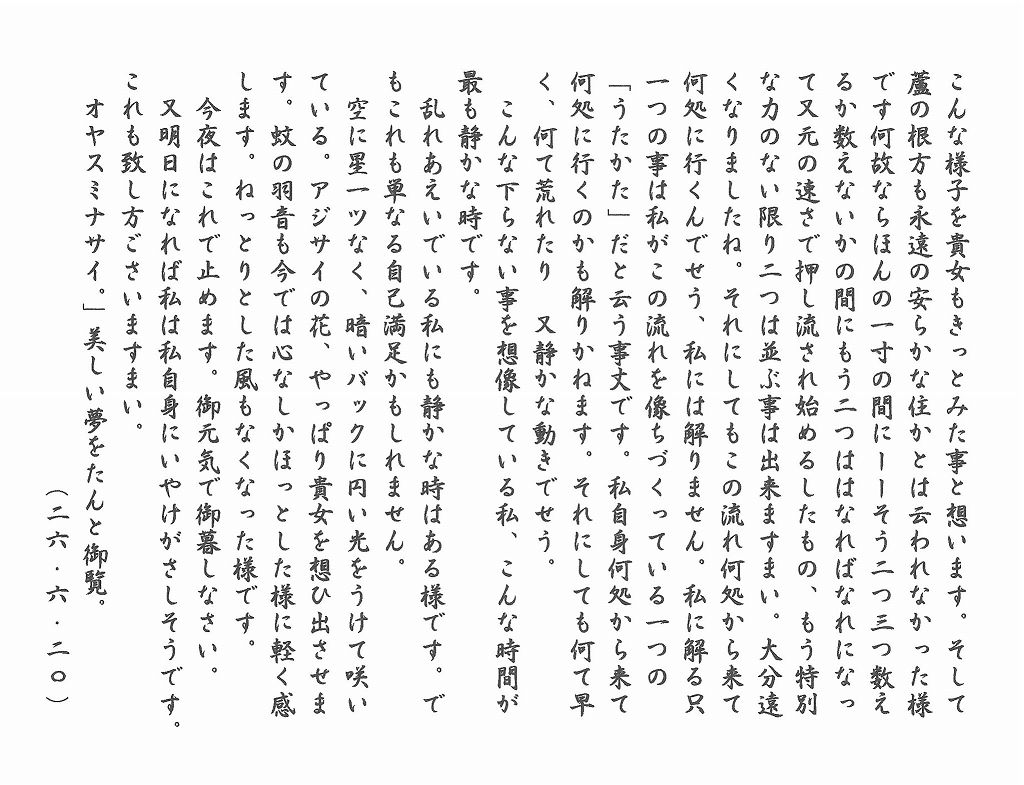 こんな様子を貴女もきっとみた事と想います。そして
蘆の根方も永遠の安らかな住かとは云われなかった様
です何故ならほんの一寸の間にーーそう二つ三つ数え
るか数えないかの間にもう二つははなればなれになっ
て又元の速さで押し流され始めるしたもの、もう特別
な力のない限り二つは並ぶ事は出来ますまい。大分遠
くなりましたね。それにしてもこの流れ何処から来て
何処に行くんでせう、私には解りません。私に解る只
一つの事は私がこの流れを像ちづくっている一つの
「うたかた」だと云う事丈です。私自身何処から来て
何処に行くのかも解りかねます。それにしても何て早
く、何て荒れたり　又静かな動きでせう。
　こんな下らない事を想像している私、こんな時間が
最も静かな時です。
　乱れあえいでいる私にも静かな時はある様です。で
もこれも単なる自己満足かもしれません。
　空に星一ツなく、暗いバックに円い光をうけて咲い
ている。アジサイの花、やっぱり貴女を想ひ出させま
す。蚊の羽音も今では心なしかほっとした様に軽く感
します。ねっとりとした風もなくなった様です。
　今夜はこれで止めます。御元気で御暮しなさい。
　又明日になれば私は私自身にいやけがさしそうです。
これも致し方ございますまい。
　オヤスミナサイ。」美しい夢をたんと御覧。
（二六．六．二〇）